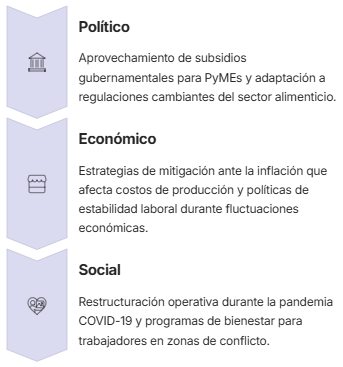 Político
Aprovechamiento de subsidios
gubernamentales para PyMEs y adaptación a
regulaciones cambiantes del sector alimenticio.
Económico
Estrategias de mitigación ante la inflación que
afecta costos de producción y políticas de
estabilidad laboral durante fluctuaciones
económicas.
Social
Restructuración operativa durante la pandemia
COVID-19 y programas de bienestar para
trabajadores en zonas de conflicto.